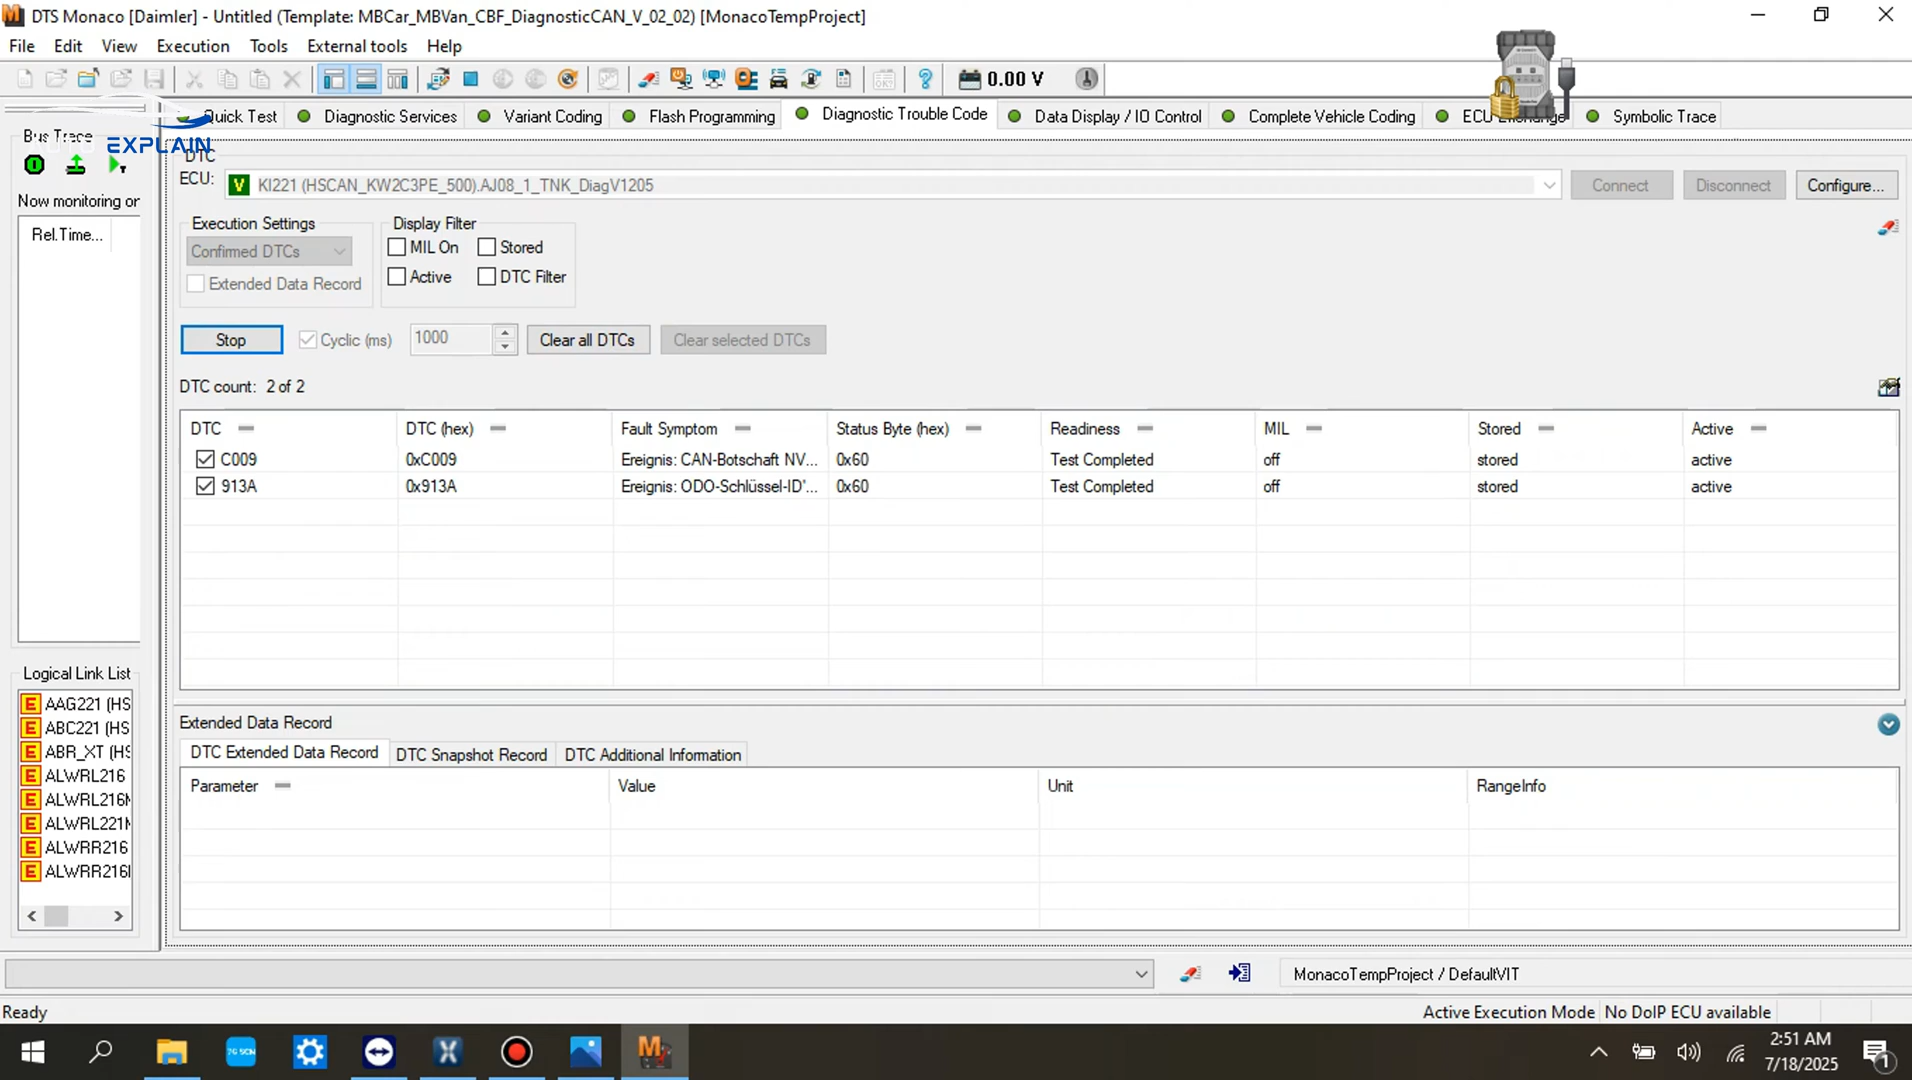 DTS Monaco [Daimler] - Untitled (Template: MBCar_MBVan_CBF_DiagnosticCAN_V_02_02) [MonacoTempProject]
File Edit View Execution Tools External tools Help
0.00 V
Quick Test Diagnostic Services Variant Coding Flash Programming Diagnostic Trouble Code Data Display / IO Control Complete Vehicle Coding ECU Exchange Symbolic Trace
Bus Trace
EXPLAIN
Now monitoring on
Rel.Time...
DTC
ECU: V KI221 (HSCAN_KW2C3PE_500).AJ08_1_TNK_DiagV1205 Connect Disconnect Configure...
Execution Settings Display Filter
Confirmed DTCs MIL On Stored
Extended Data Record Active DTC Filter
Stop Cyclic (ms) 1000 Clear all DTCs Clear selected DTCs
DTC count: 2 of 2
DTC DTC (hex) Fault Symptom Status Byte (hex) Readiness MIL Stored Active
C009 0xC009 Ereignis: CAN-Botschaft NV... 0x60 Test Completed off stored active
913A 0x913A Ereignis: ODO-Schlüssel-ID'... 0x60 Test Completed off stored active
Logical Link List
E AAG221 (HS
E ABC221 (HS
E ABR_XT (HS
E ALWRL216
E ALWRL216M
E ALWRL221M
E ALWRR216
E ALWRR216
Extended Data Record
DTC Extended Data Record DTC Snapshot Record DTC Additional Information
Parameter Value Unit RangeInfo
MonacoTempProject / DefaultVIT
Ready Active Execution Mode No DoIP ECU available
2:51 AM
7/18/2025
1